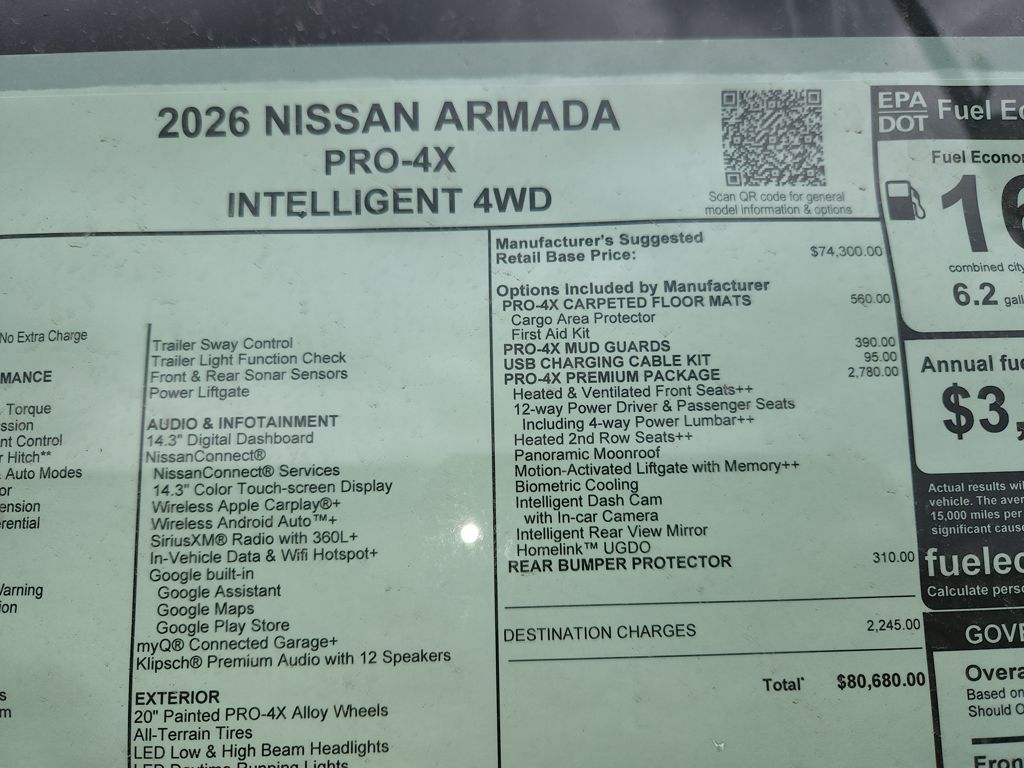 2026 NISSAN ARMADA
PRO-4X
INTELLIGENT 4WD
Scan QR code for general
model information & options
No Extra Charge
MANCE
Torque
ssion
nt Control
r Hitch**
Auto Modes
or
ension
erential
Warning
ion
s
m
Trailer Sway Control
Trailer Light Function Check
Front & Rear Sonar Sensors
Power Liftgate
AUDIO & INFOTAINMENT
14.3" Digital Dashboard
NissanConnect®
NissanConnect® Services
14.3" Color Touch-screen Display
Wireless Apple Carplay®+
Wireless Android Auto™+
SiriusXM® Radio with 360L+
In-Vehicle Data & Wifi Hotspot+
Google built-in
Google Assistant
Google Maps
Google Play Store
myQ® Connected Garage+
Klipsch® Premium Audio with 12 Speakers
EXTERIOR
20" Painted PRO-4X Alloy Wheels
All-Terrain Tires
LED Low & High Beam Headlights
LED Daytime Running Lights
Manufacturer's Suggested
Retail Base Price: $74,300.00
Options Included by Manufacturer
PRO-4X CARPETED FLOOR MATS 560.00
Cargo Area Protector
First Aid Kit
PRO-4X MUD GUARDS 390.00
USB CHARGING CABLE KIT 95.00
PRO-4X PREMIUM PACKAGE 2,780.00
Heated & Ventilated Front Seats++
12-way Power Driver & Passenger Seats
Including 4-way Power Lumbar++
Heated 2nd Row Seats++
Panoramic Moonroof
Motion-Activated Liftgate with Memory++
Biometric Cooling
Intelligent Dash Cam
with In-car Camera
Intelligent Rear View Mirror
Homelink™ UGDO
REAR BUMPER PROTECTOR 310.00
DESTINATION CHARGES 2,245.00
Total* $80,680.00
EPA
DOT Fuel Ec
Fuel Econom
16
combined city
6.2 gall
Annual fue
$3,
Actual results wil
vehicle. The aver
15,000 miles per
significant cause
fuelec
Calculate perso
GOVE
Overa
Based on
Should O
Fron